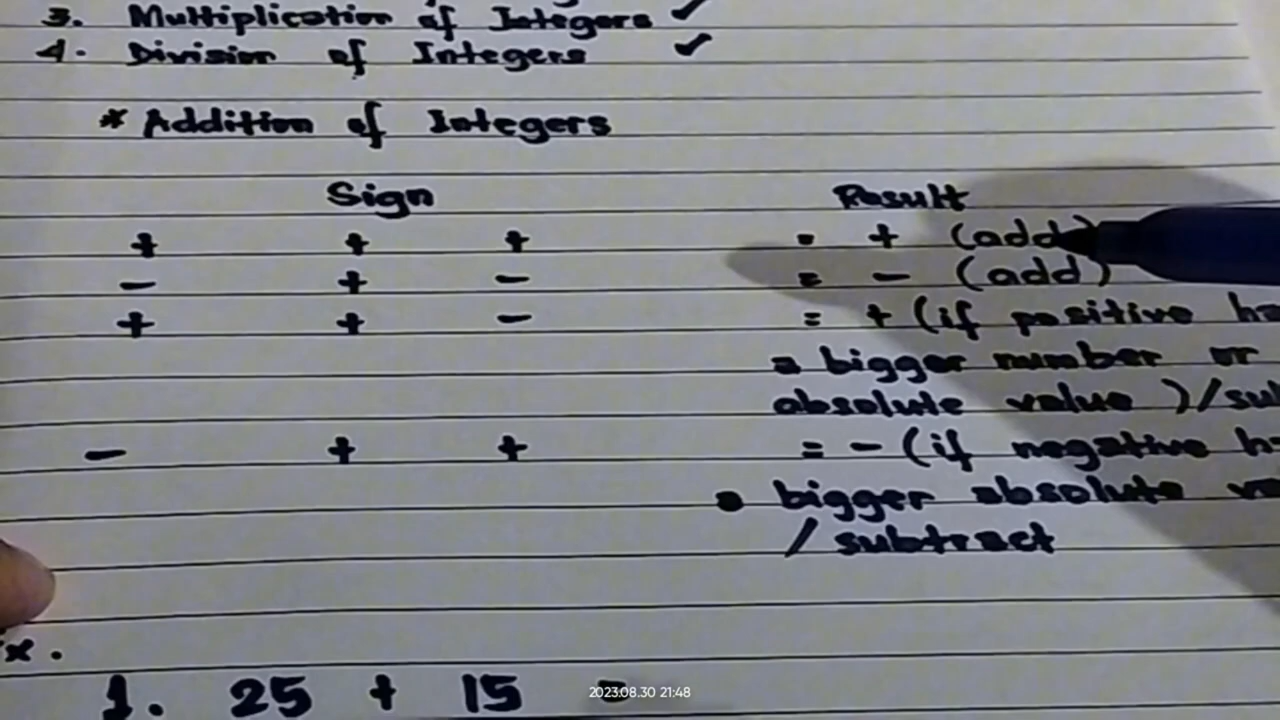 3. Multiplication of Integers ✓
4. Division of Integers ✓
* Addition of Integers
Sign Result
+ + + = + (add)
- + - = - (add)
+ + - = + (if positive
a bigger number or
absolute value )/
- + + = - (if negative
bigger absolute
/ subtract
1. 25 + 15 =
2023.08.30 21:48